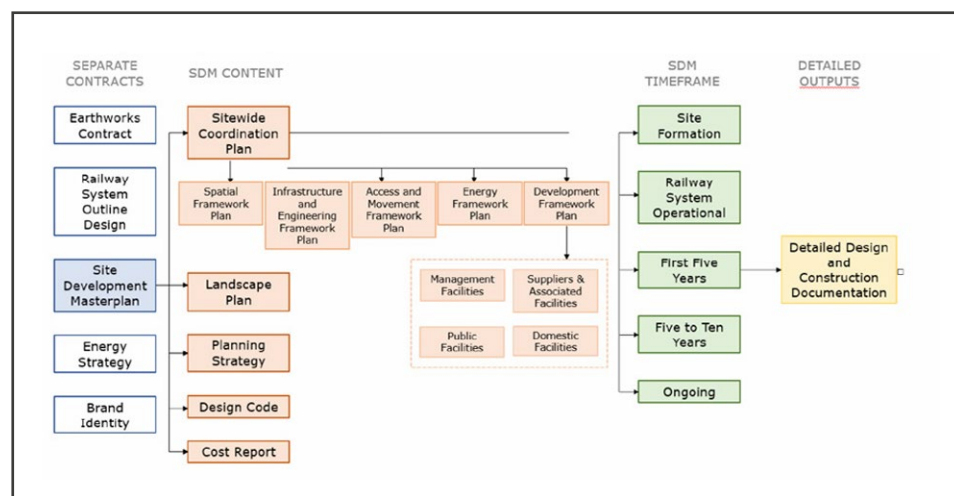 SEPARATE
CONTRACTS
SDM CONTENT
SDM
TIMEFRAME
DETAILED
OUTPUTS
Earthworks
Contract
Railway
System
Outline
Design
Site
Development
Masterplan
Energy
Strategy
Brand
Identity
Sitewide
Coordination
Plan
Spatial
Framework
Plan
Infrastructure
and
Engineering
Framework
Plan
Access and
Movement
Framework
Plan
Energy
Framework
Plan
Development
Framework
Plan
Management
Facilities
Suppliers &
Associated
Facilities
Public
Facilities
Domestic
Facilities
Landscape
Plan
Planning
Strategy
Design Code
Cost Report
Site
Formation
Railway
System
Operational
First Five
Years
Five to Ten
Years
Ongoing
Detailed Design
and
Construction
Documentation